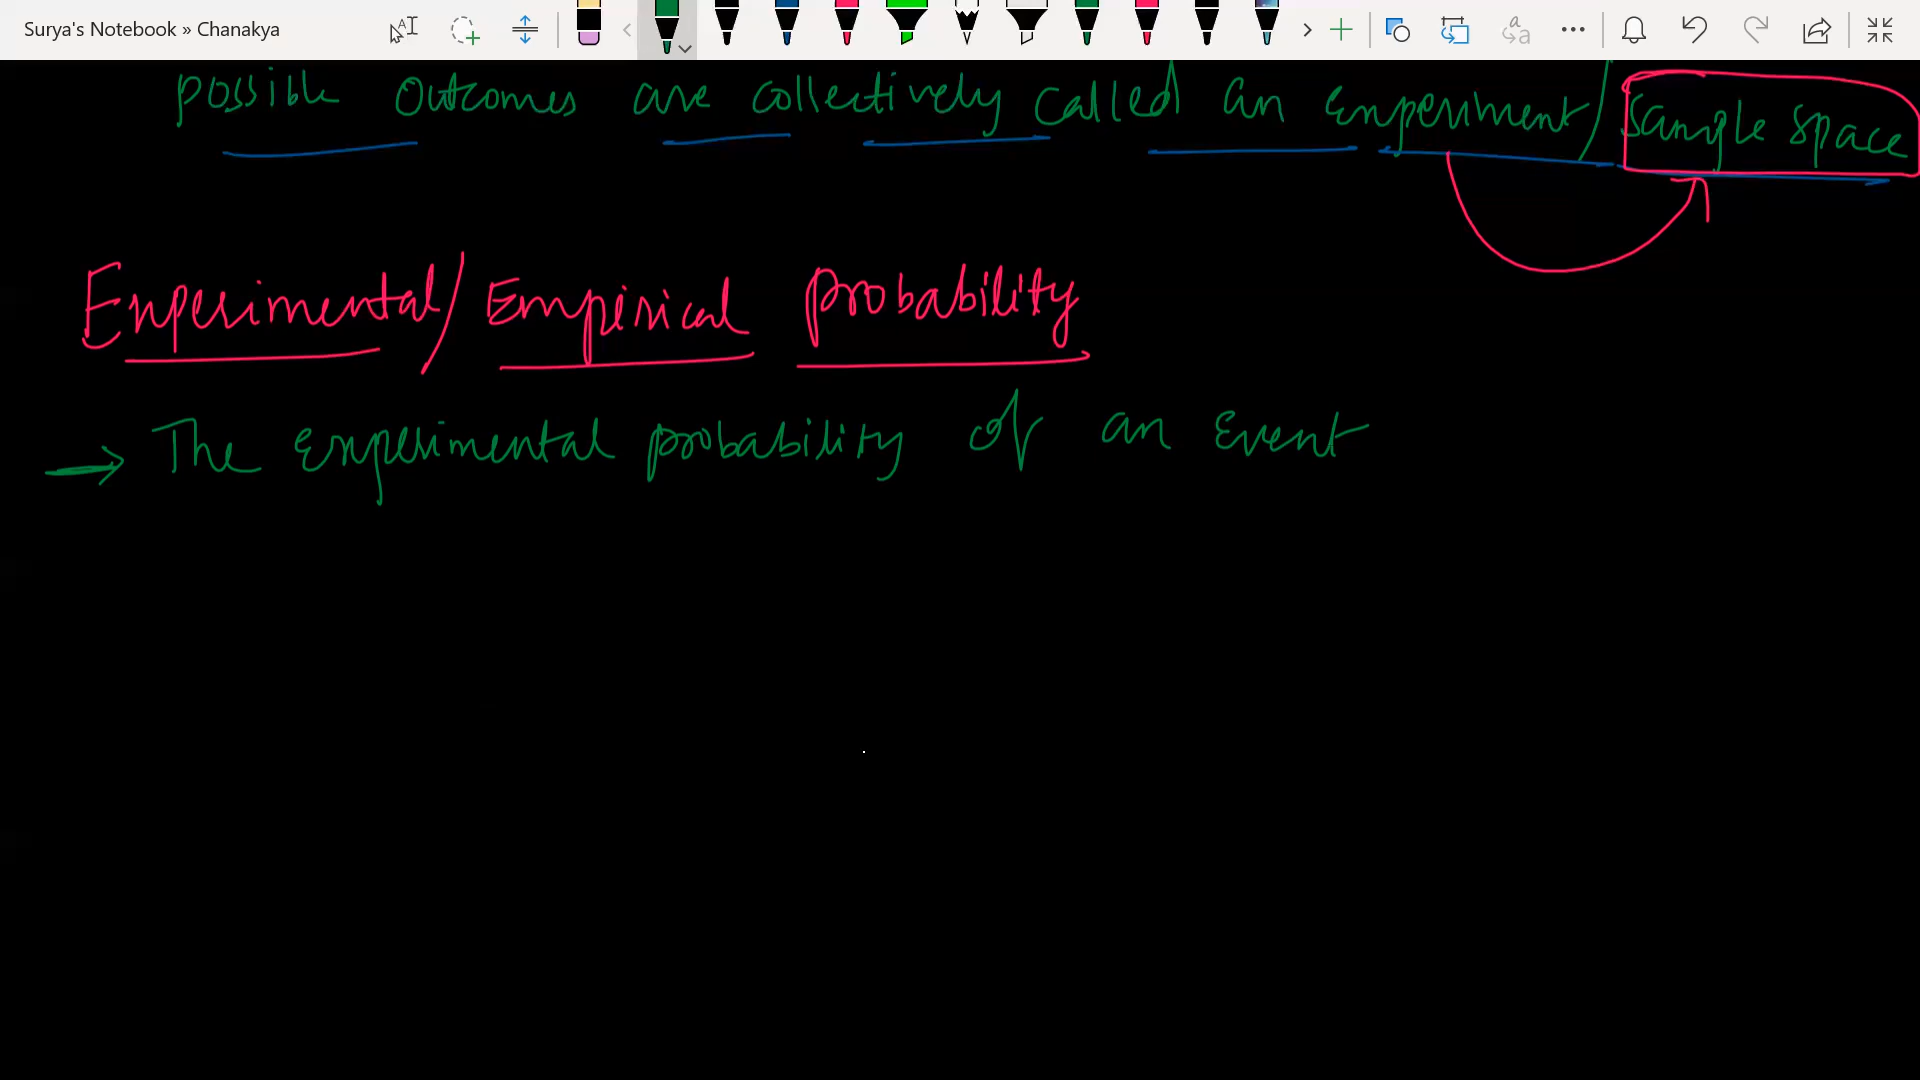 Surya's Notebook » Chanakya
possible outcomes are collectively called an experiment/ sample space
Experimental/ Empirical probability
→ The experimental probability of an Event